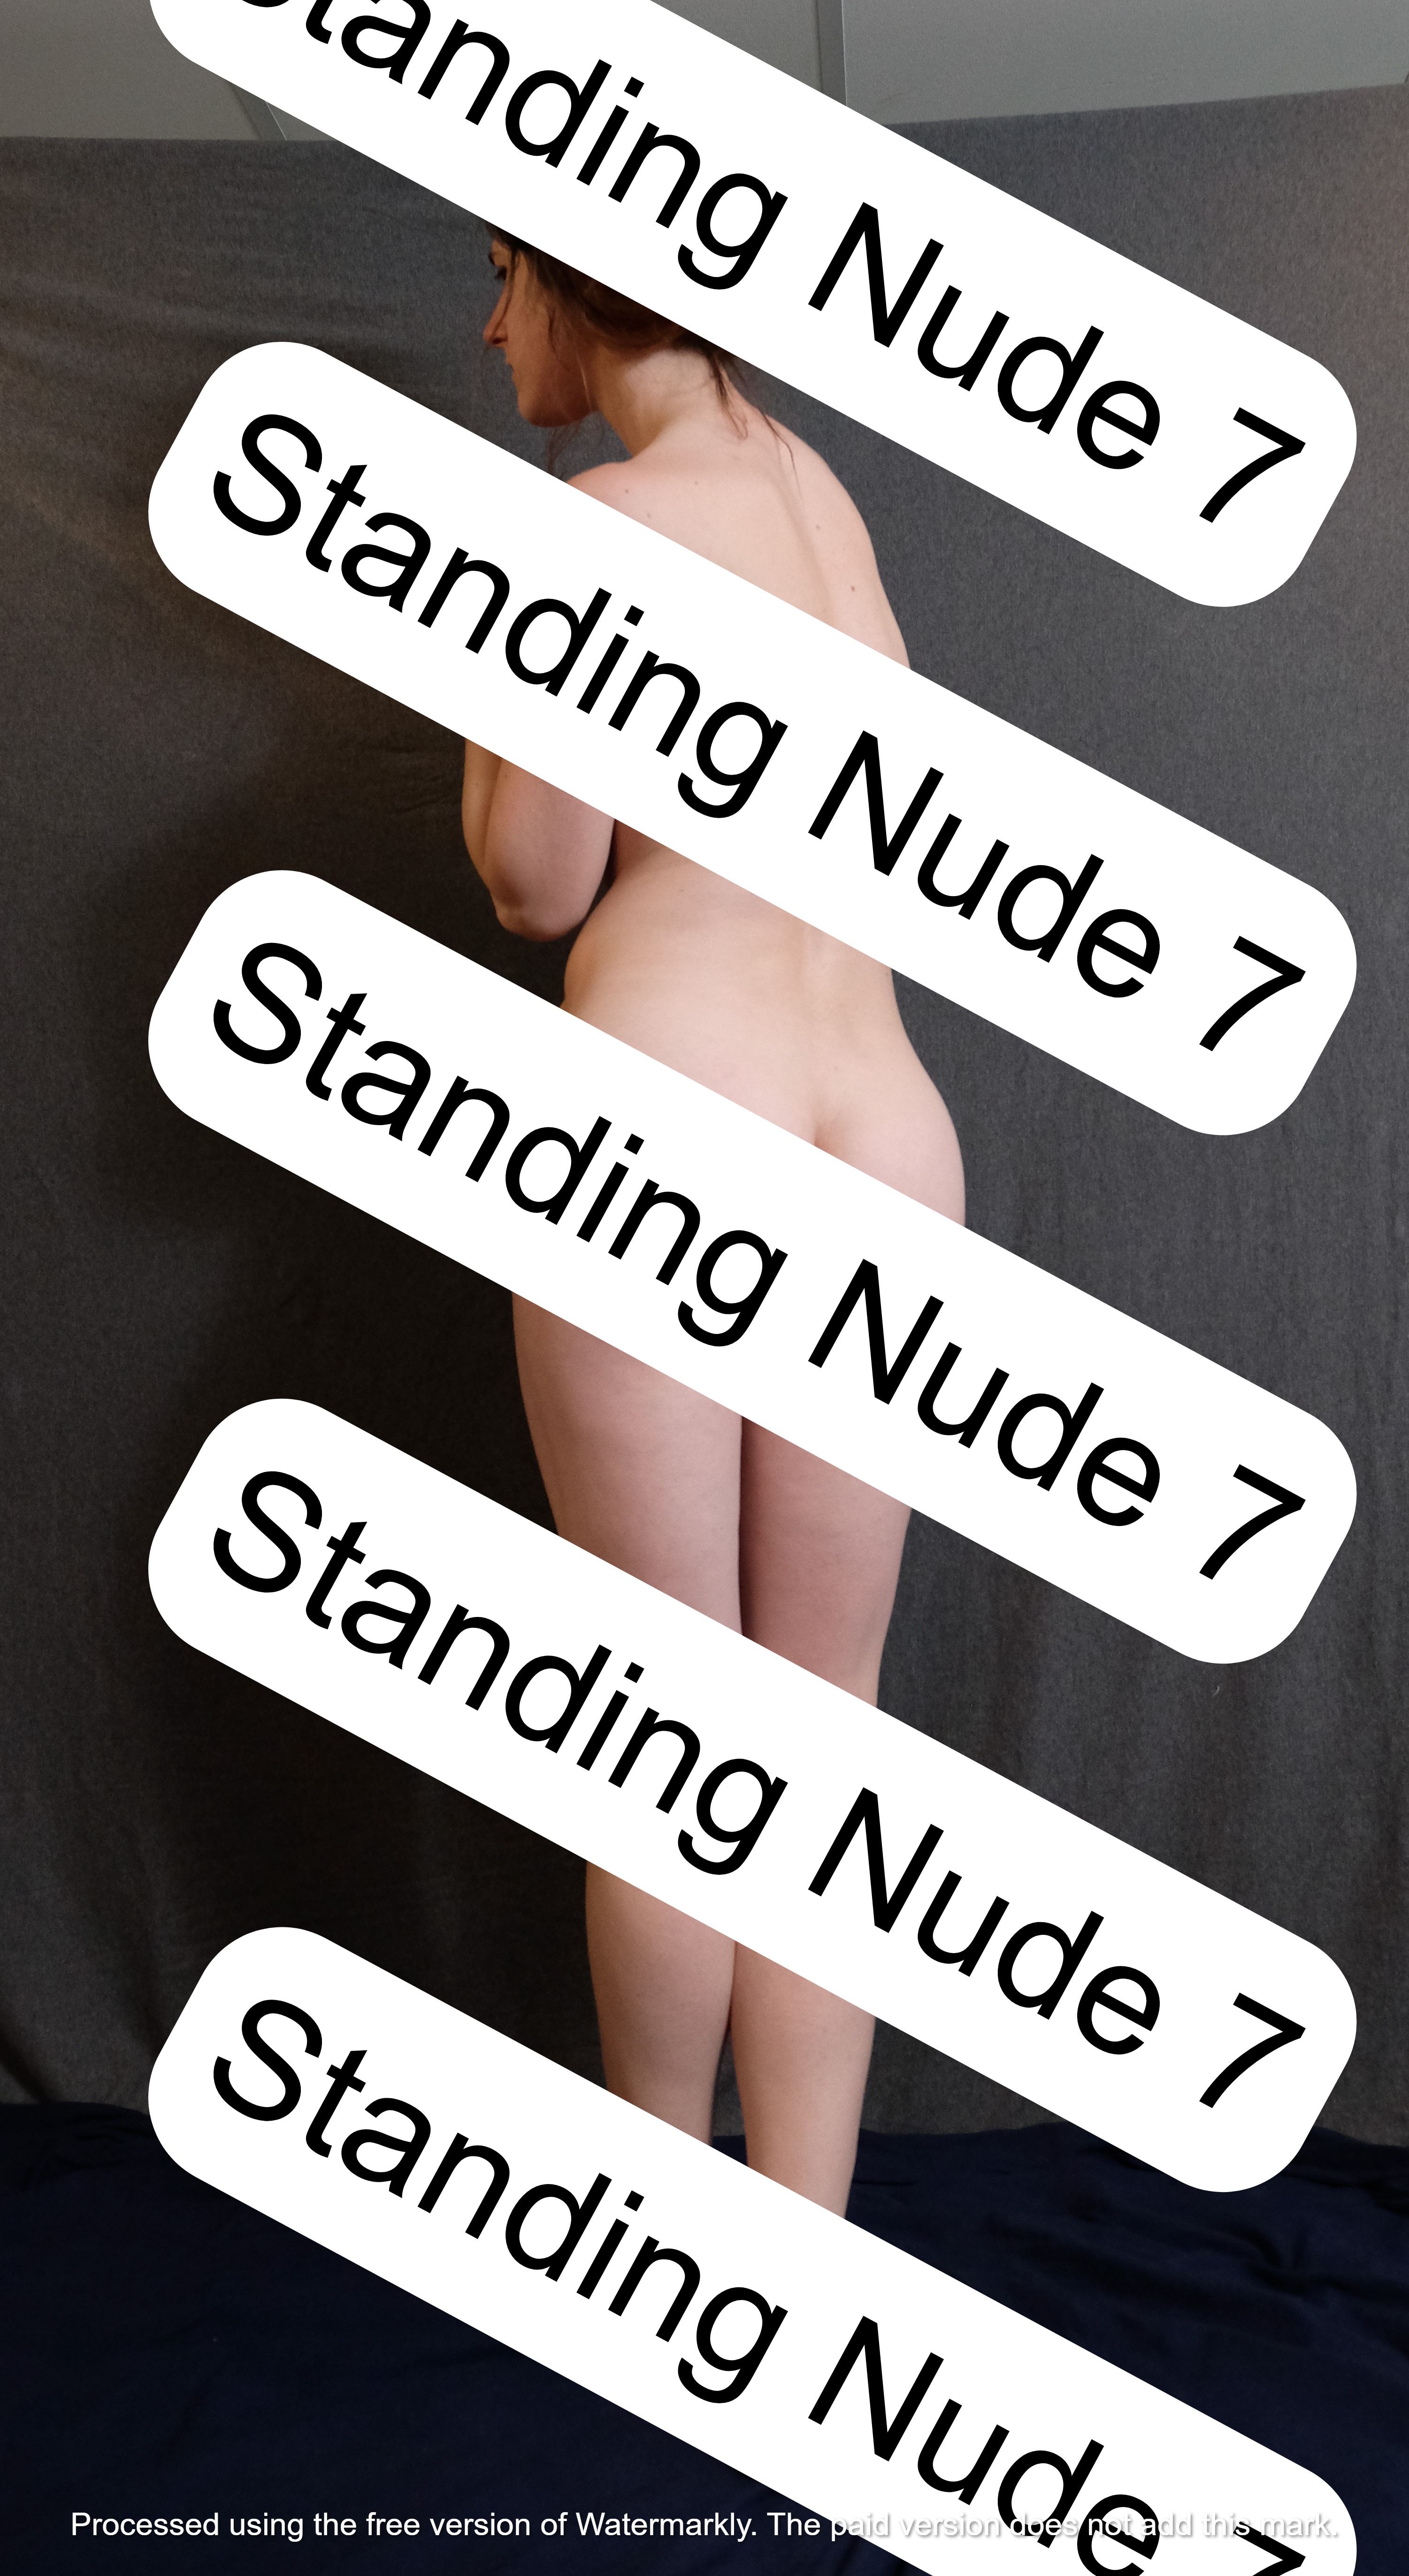 Standing Nude 7
Standing Nude 7
Standing Nude 7
Standing Nude 7
Standing Nude 7
Processed using the free version of Watermarkly. The paid version does not add this mark.